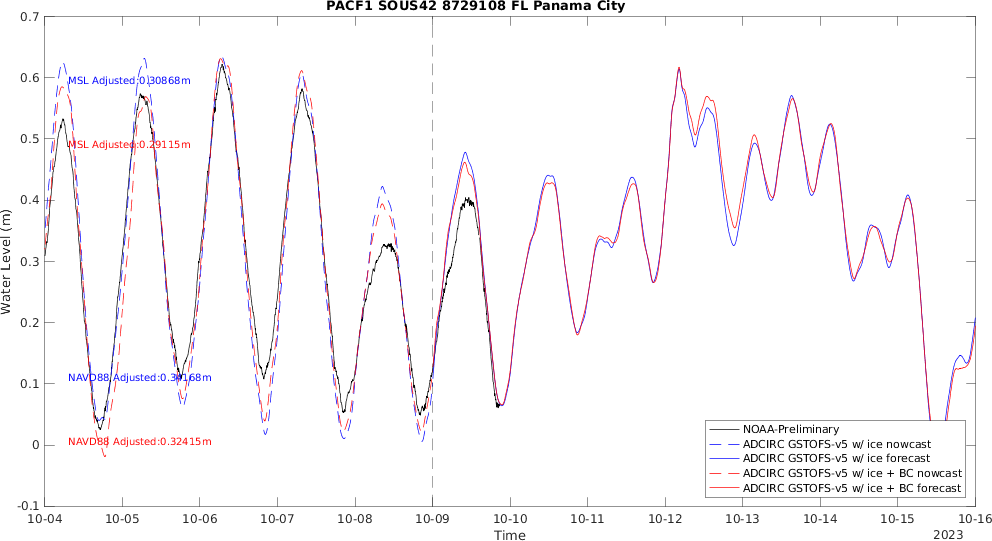 PACF1 SOUS42 8729108 FL Panama City
0.7
0.6
0.5
0.4
0.3
0.2
0.1
0
-0.1
Water Level (m)
MSL Adjusted:0.30868m
MSL Adjusted:0.29115m
NAVD88 Adjusted:0.34168m
NAVD88 Adjusted:0.32415m
NOAA-Preliminary
ADCIRC GSTOFS-v5 w/ ice nowcast
ADCIRC GSTOFS-v5 w/ ice forecast
ADCIRC GSTOFS-v5 w/ ice + BC nowcast
ADCIRC GSTOFS-v5 w/ ice + BC forecast
10-04 10-05 10-06 10-07 10-08 10-09 10-10 10-11 10-12 10-13 10-14 10-15 10-16
Time
2023